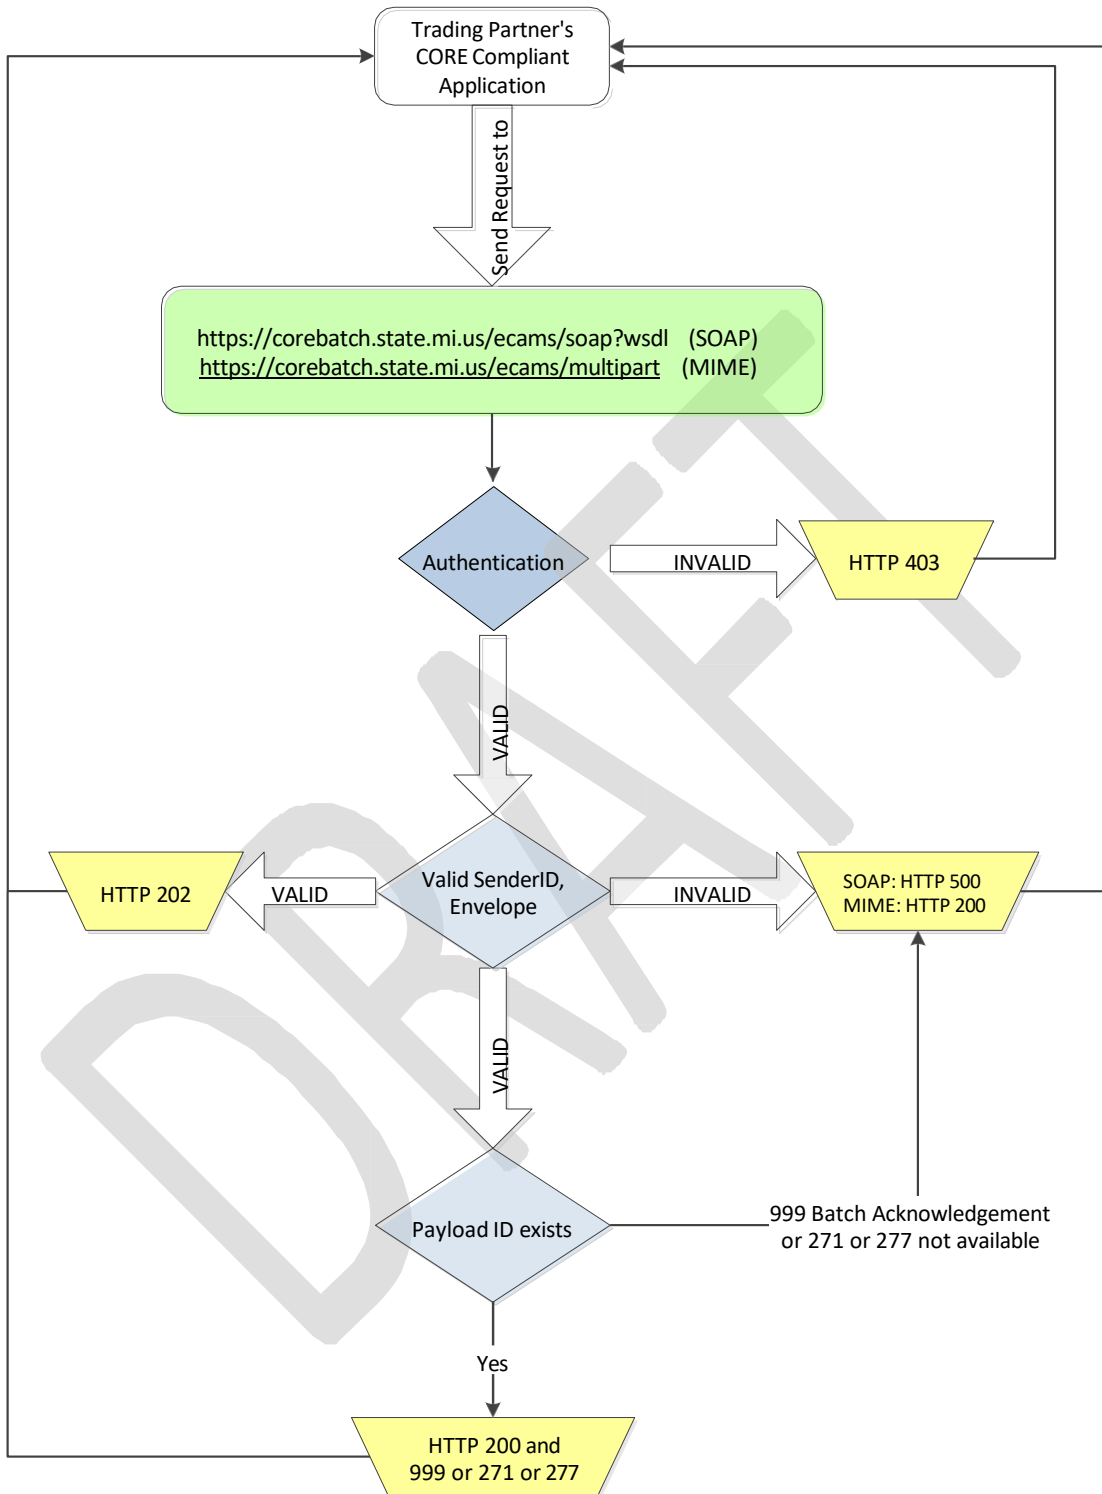 Trading Partner's
CORE Compliant
Application
Send Request to
https://corebatch.state.mi.us/ecams/soap?wsdl (SOAP)
https://corebatch.state.mi.us/ecams/multipart (MIME)
Authentication
INVALID
HTTP 403
VALID
HTTP 202
VALID
Valid SenderID,
Envelope
INVALID
SOAP: HTTP 500
MIME: HTTP 200
VALID
Payload ID exists
999 Batch Acknowledgement
or 271 or 277 not available
Yes
HTTP 200 and
999 or 271 or 277
DRAFT